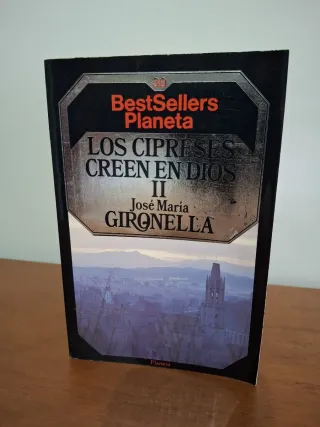 BestSellers
Planeta
LOS CIPRESES
CREEN EN DIOS
II
José María
GIRONELLA
Planeta